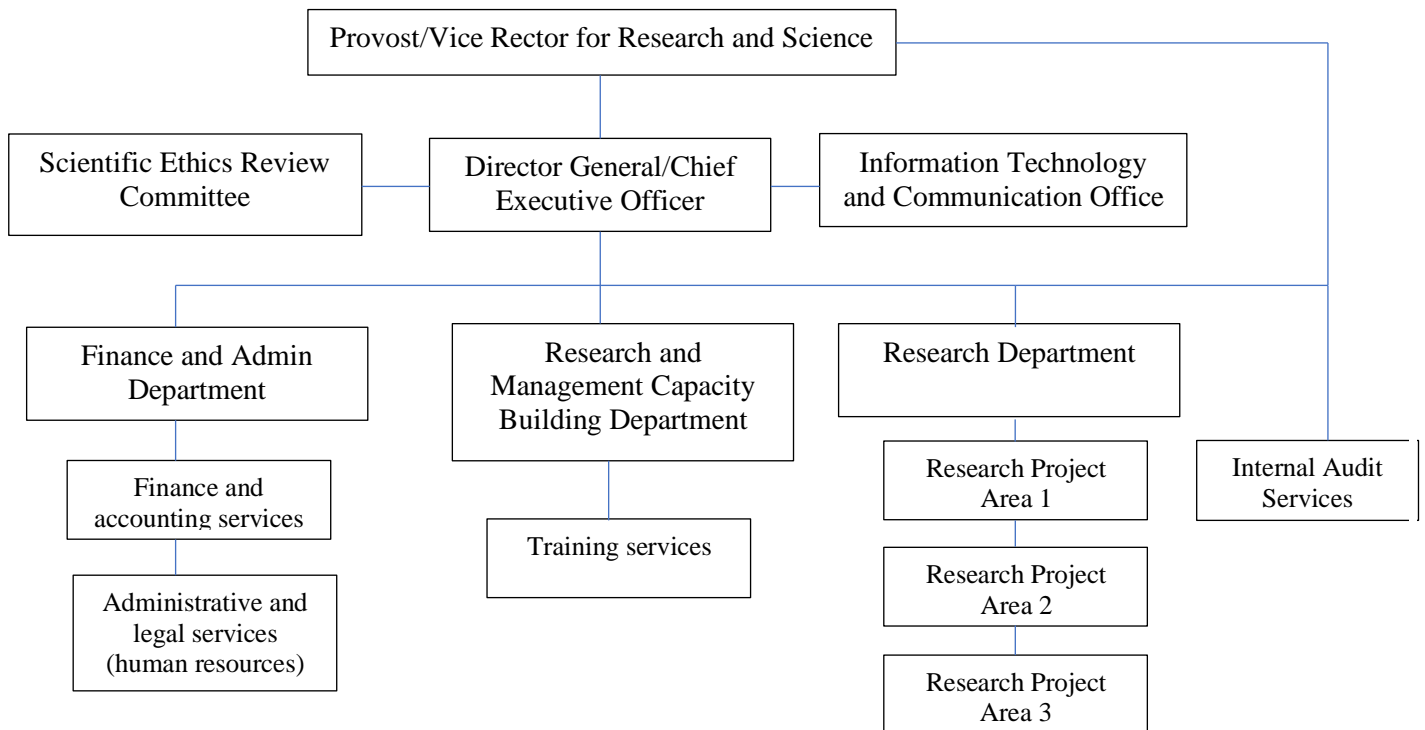 Provost/Vice Rector for Research and Science
Scientific Ethics Review
Committee
Director General/Chief
Executive Officer
Information Technology
and Communication Office
Finance and Admin
Department
Research and
Management Capacity
Building Department
Research Department
Finance and
accounting services
Administrative and
legal services
(human resources)
Training services
Research Project
Area 1
Research Project
Area 2
Research Project
Area 3
Internal Audit
Services